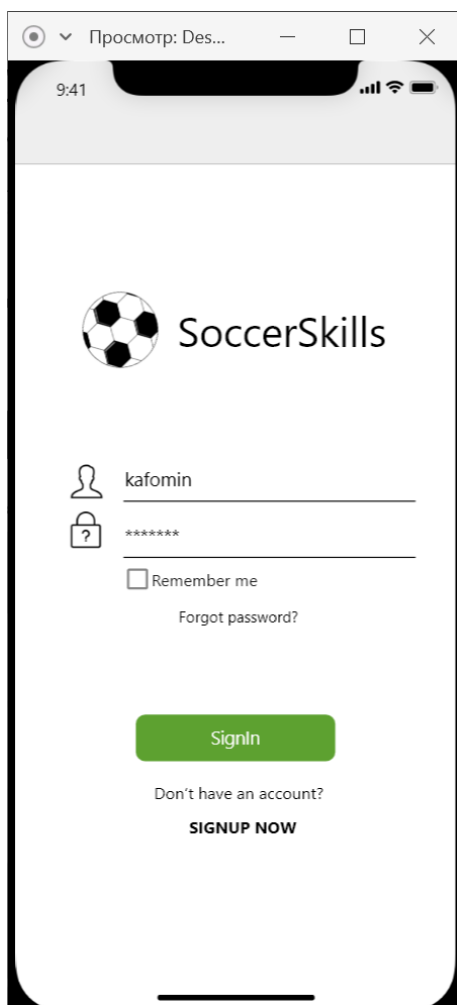 Просмотр: Des...
9:41
SoccerSkills
kafomin
*******
Remember me
Forgot password?
SignIn
Don't have an account?
SIGNUP NOW